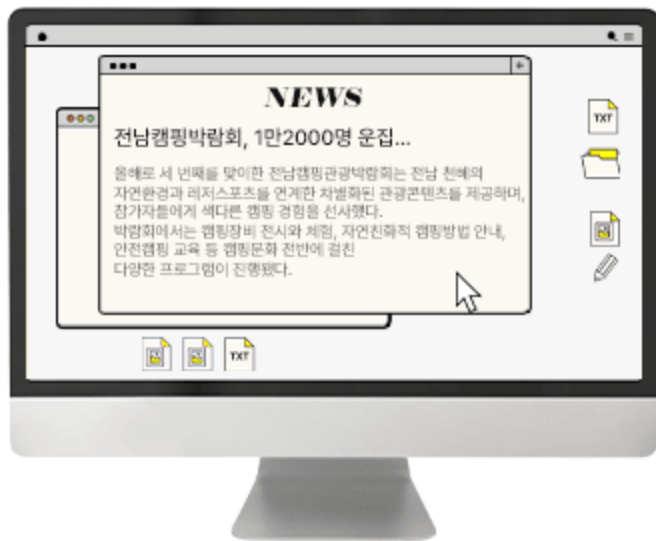 NEWS
전남캠핑박람회, 1만2000명 운집...
올해로 세 번째를 맞이한 전남캠핑관광박람회는 전남 천혜의
자연환경과 레저스포츠를 연계한 차별화된 관광콘텐츠를 제공하며,
참가자들에게 색다른 캠핑 경험을 선사했다.
박람회에서는 캠핑장비 전시와 체험, 자연친화적 캠핑방법 안내,
안전캠핑 교육 등 캠핑문화 전반에 걸친
다양한 프로그램이 진행됐다.
TXT
TXT